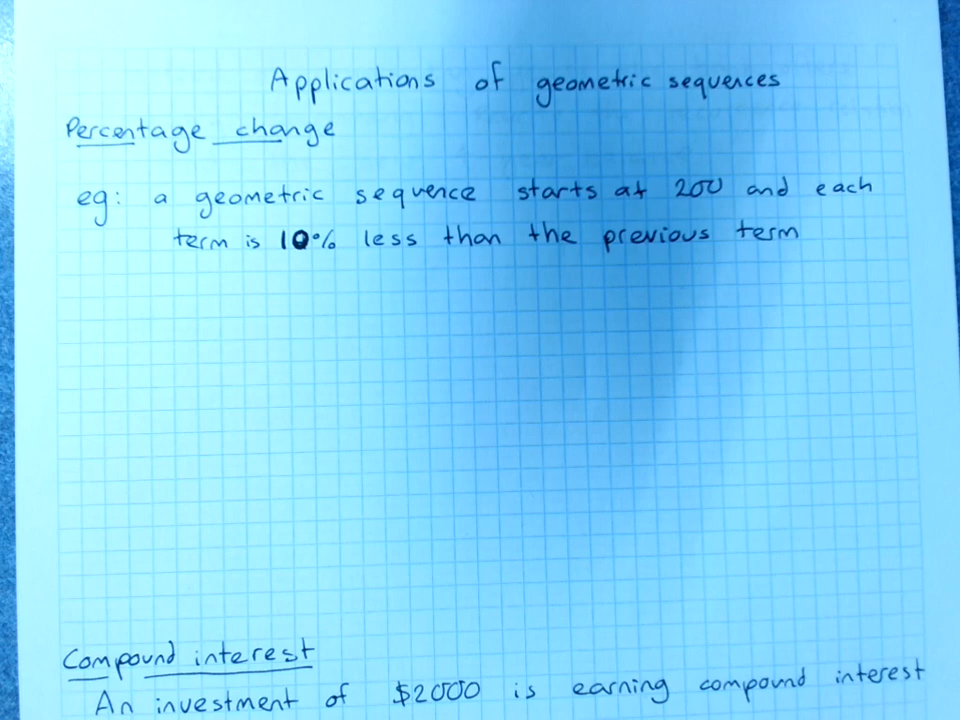 Applications of geometric sequences
Percentage change
eg: a geometric sequence starts at 200 and each
term is 10% less than the previous term
Compound interest
An investment of $2000 is earning compound interest